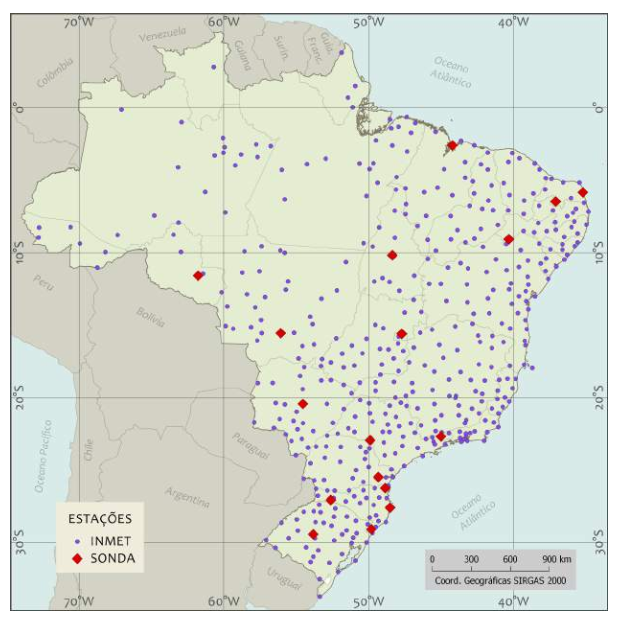 70°W 60°W 50°W 40°W
Venezuela
Guiana
Surin.
Guia.
Franc.
Colômbia
Oceano
Atlântico
0° 0°
10°S 10°S
Peru
Bolívia
20°S 20°S
Oceano Pacífico
Chile
Paraguai
Argentina
Oceano
Atlântico
Uruguai
30°S 30°S
ESTAÇÕES
INMET
SONDA
0 300 600 900 km
Coord. Geográficas SIRGAS 2000
70°W 60°W 50°W 40°W